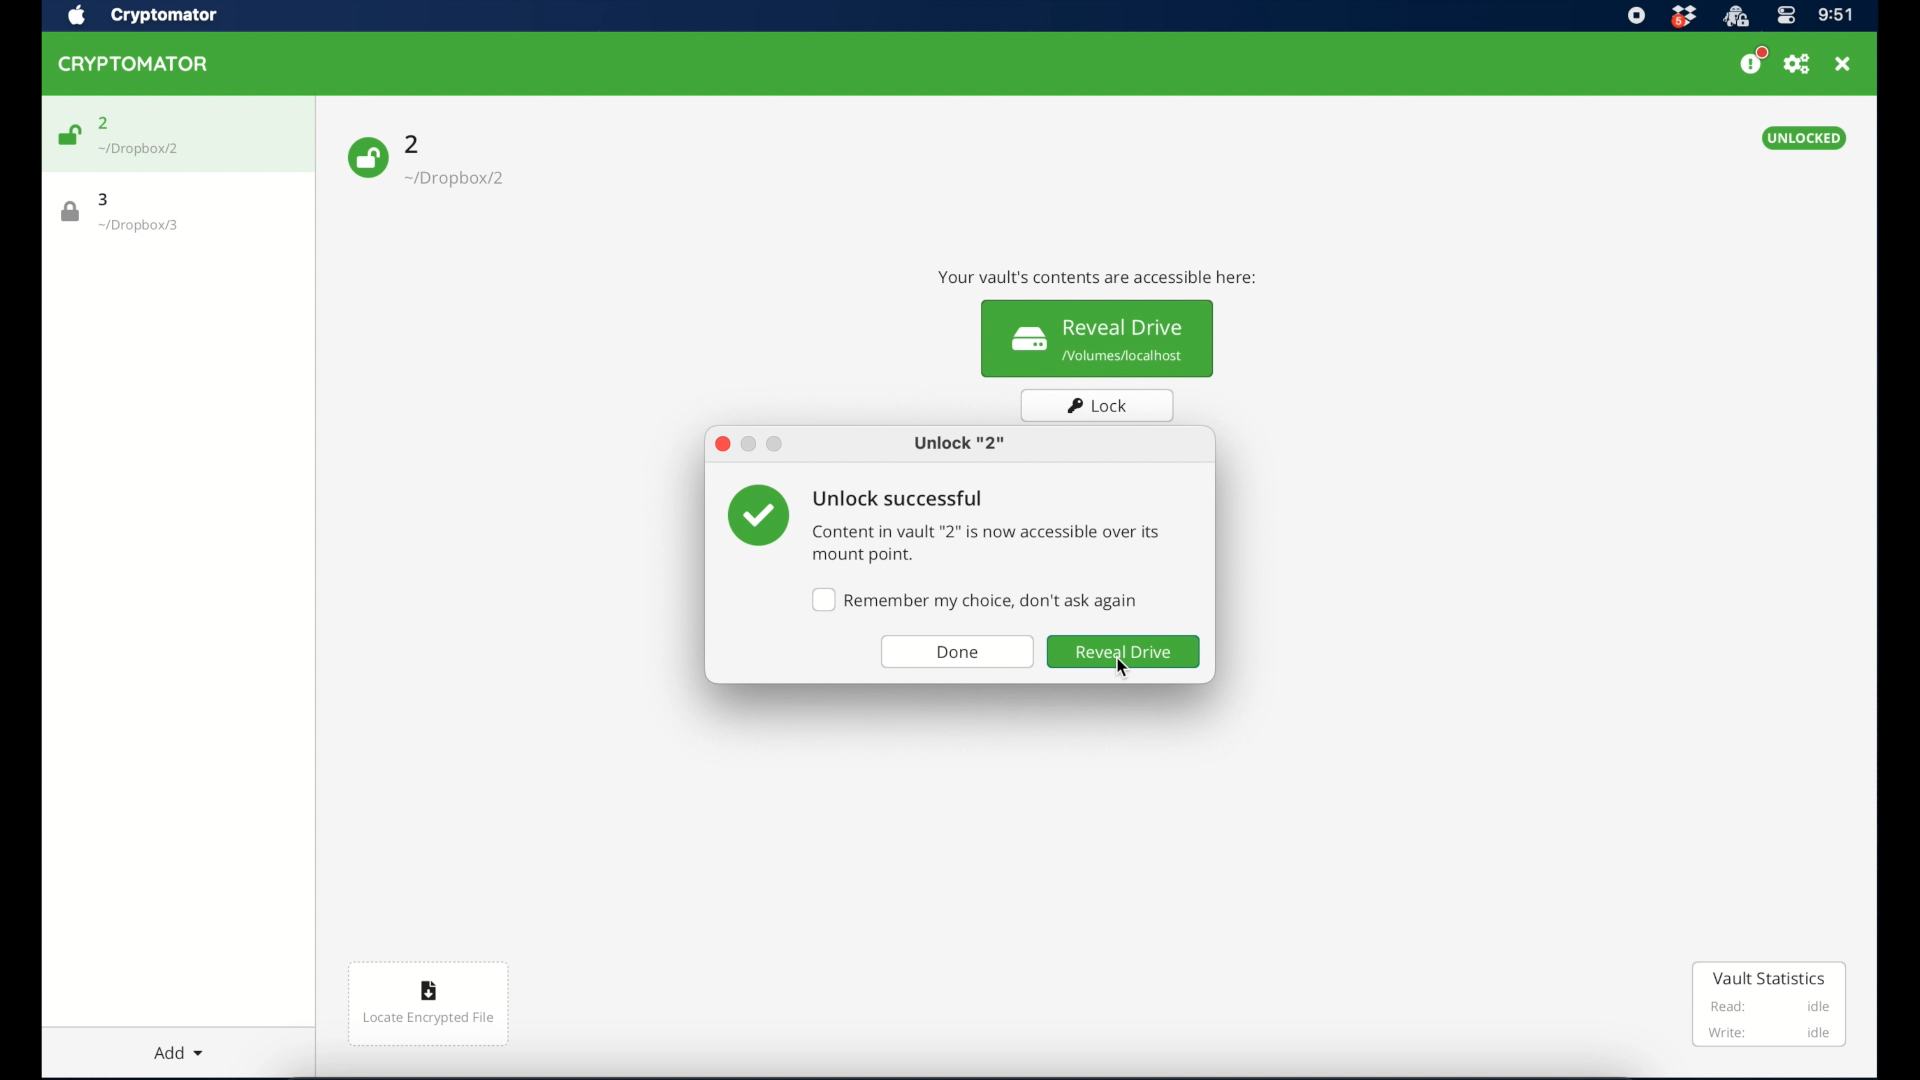 Cryptomator
5
9:51
CRYPTOMATOR
2
~/Dropbox/2
3
~/Dropbox/3
Add
2
~/Dropbox/2
UNLOCKED
Your vault's contents are accessible here:
Reveal Drive
/Volumes/localhost
Lock
Unlock "2"
Unlock successful
Content in vault "2" is now accessible over its
mount point.
Remember my choice, don't ask again
Done
Reveal Drive
Locate Encrypted File
Vault Statistics
Read: idle
Write: idle